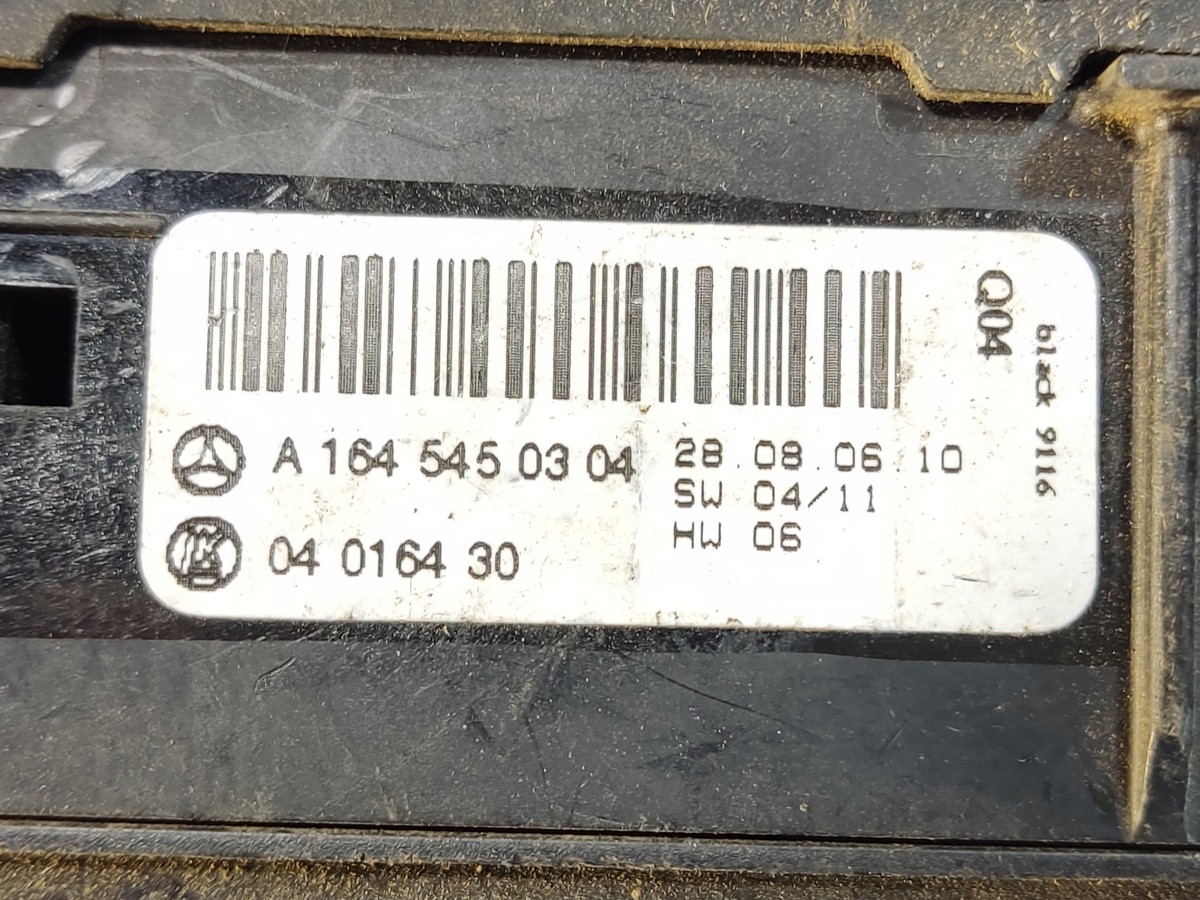 A 164 545 03 04
04 0164 30
28.08.06.10
SW 04/11
HW 06
Q04
black 9116